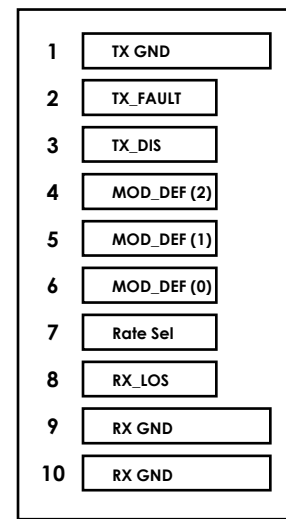 1 TX GND
2 TX_FAULT
3 TX_DIS
4 MOD_DEF (2)
5 MOD_DEF (1)
6 MOD_DEF (0)
7 Rate Sel
8 RX_LOS
9 RX GND
10 RX GND